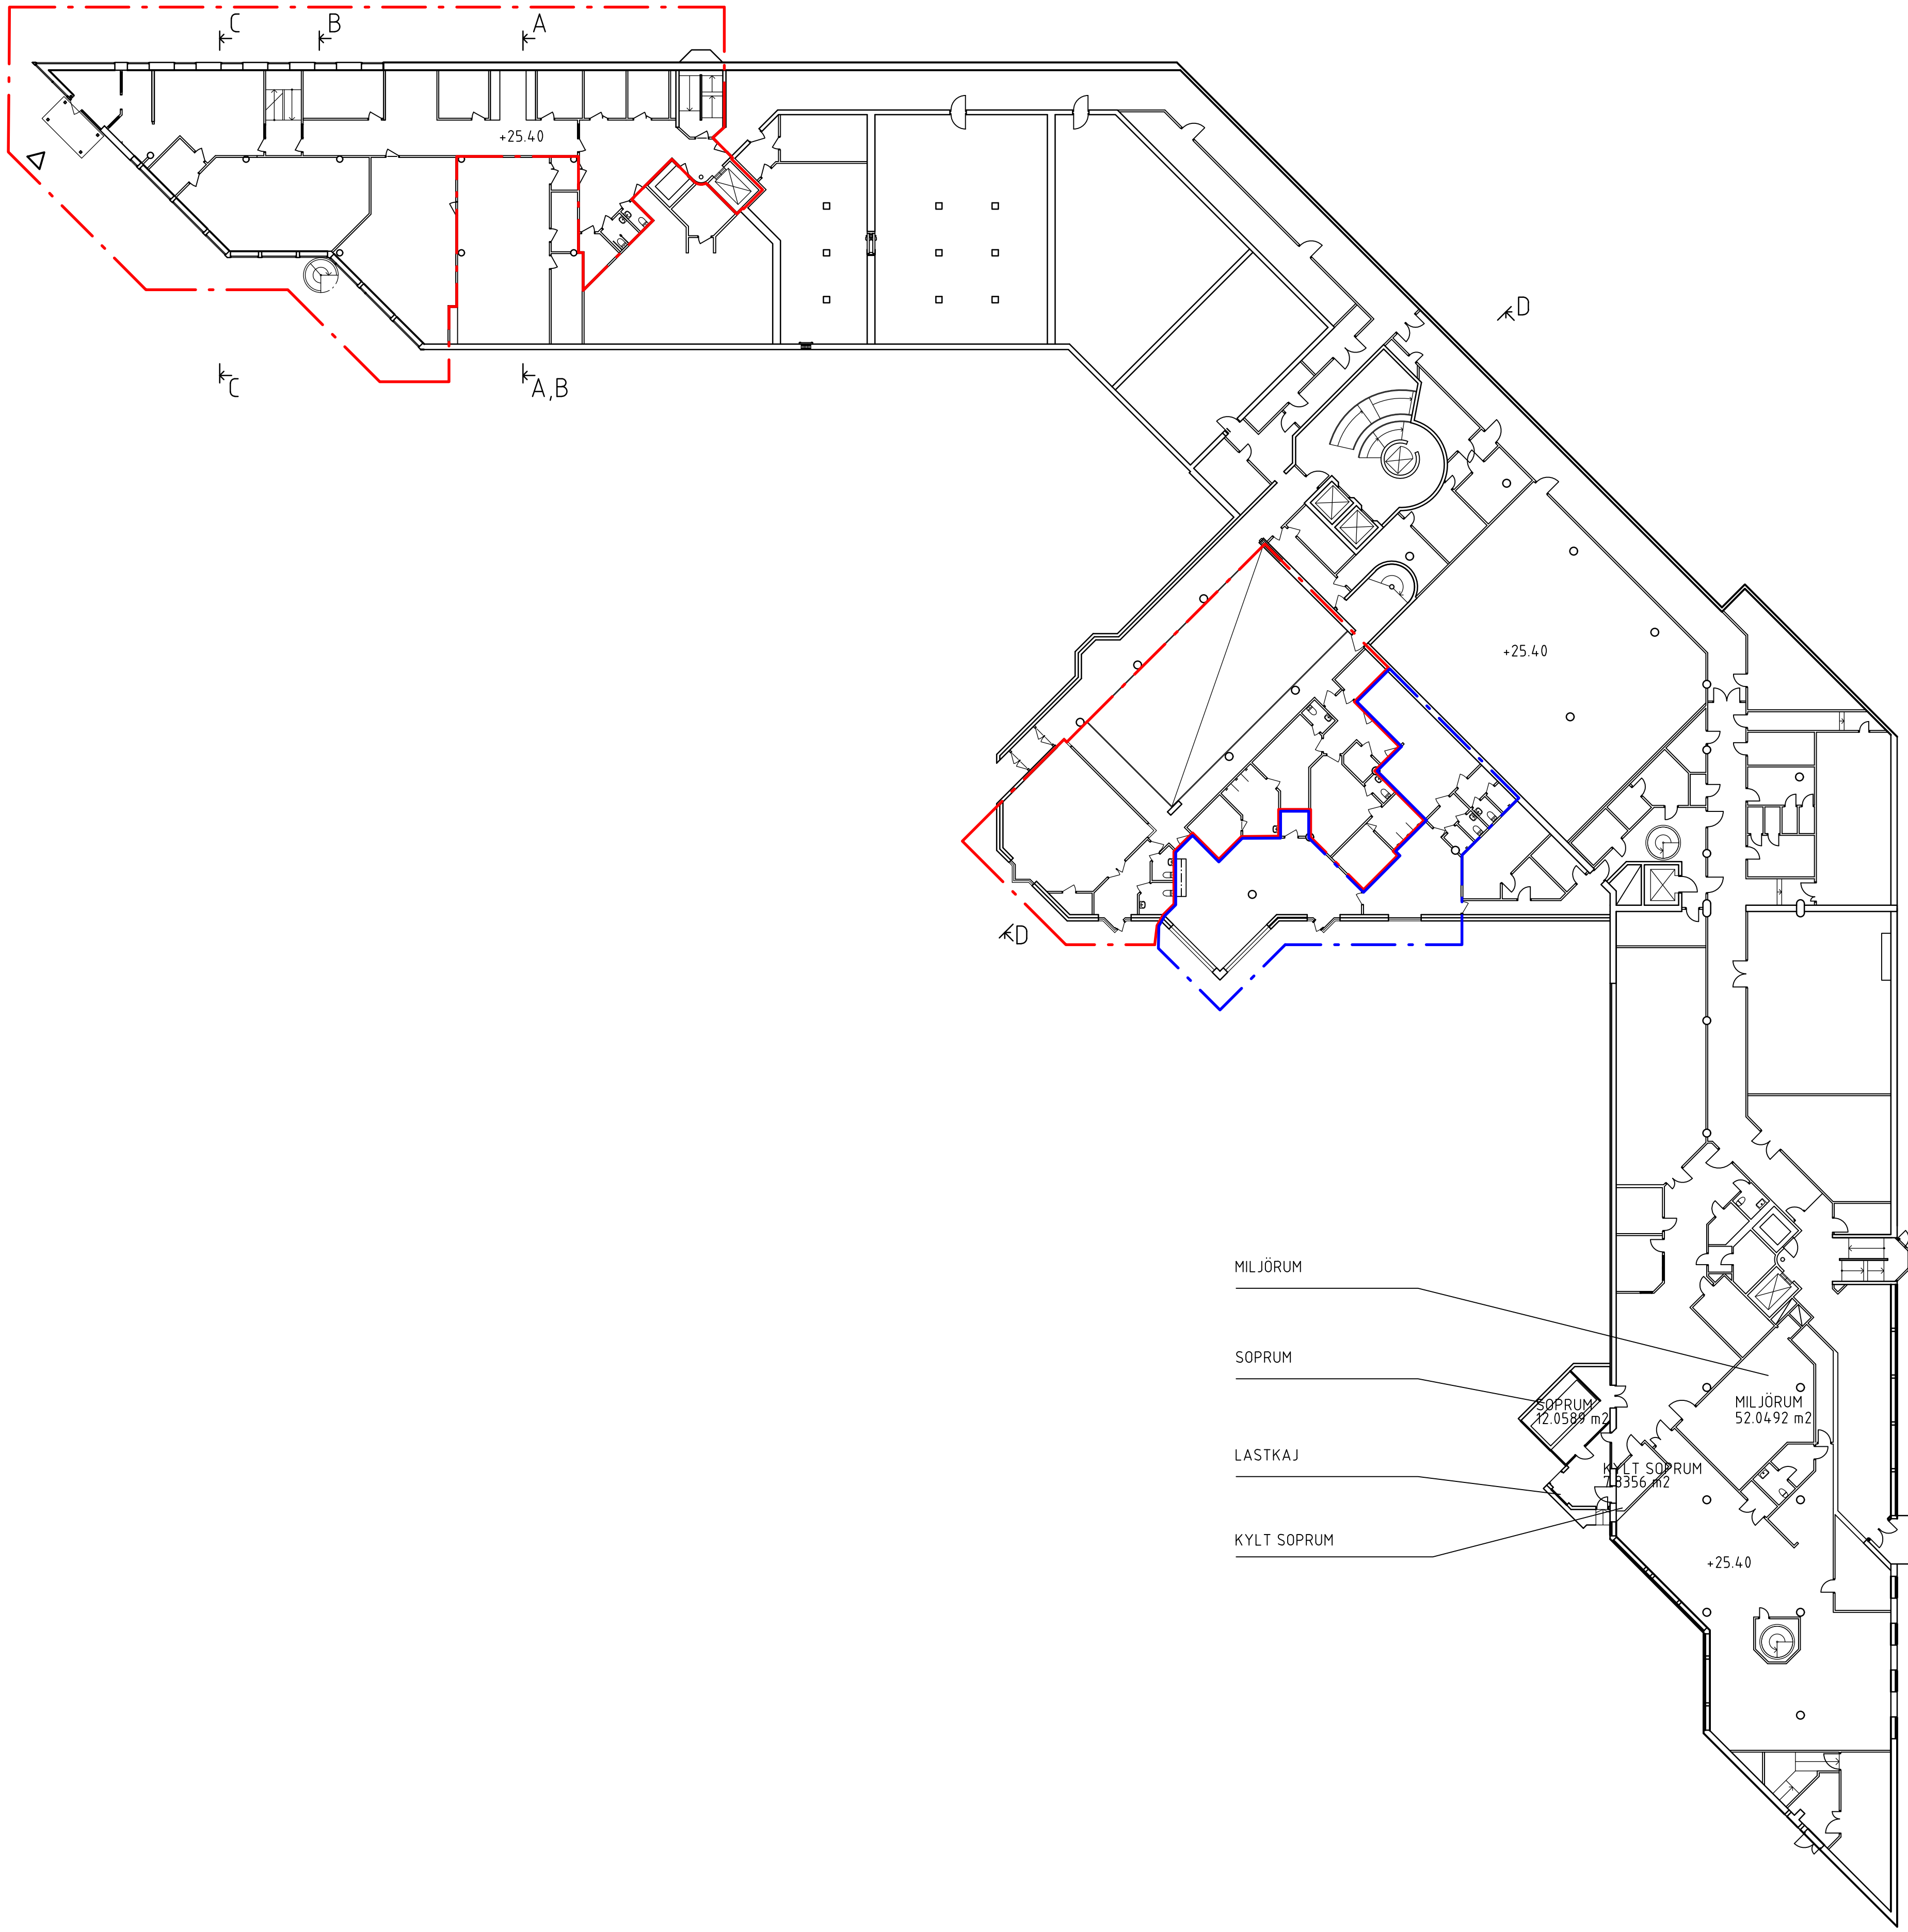 C
B
A
+25.40
C
A,B
D
+25.40
D
MILJÖRUM
SOPRUM
SOPRUM
12.0589 m2
MILJÖRUM
52.0492 m2
LASTKAJ
KYLT SOPRUM
7.8356 m2
KYLT SOPRUM
+25.40